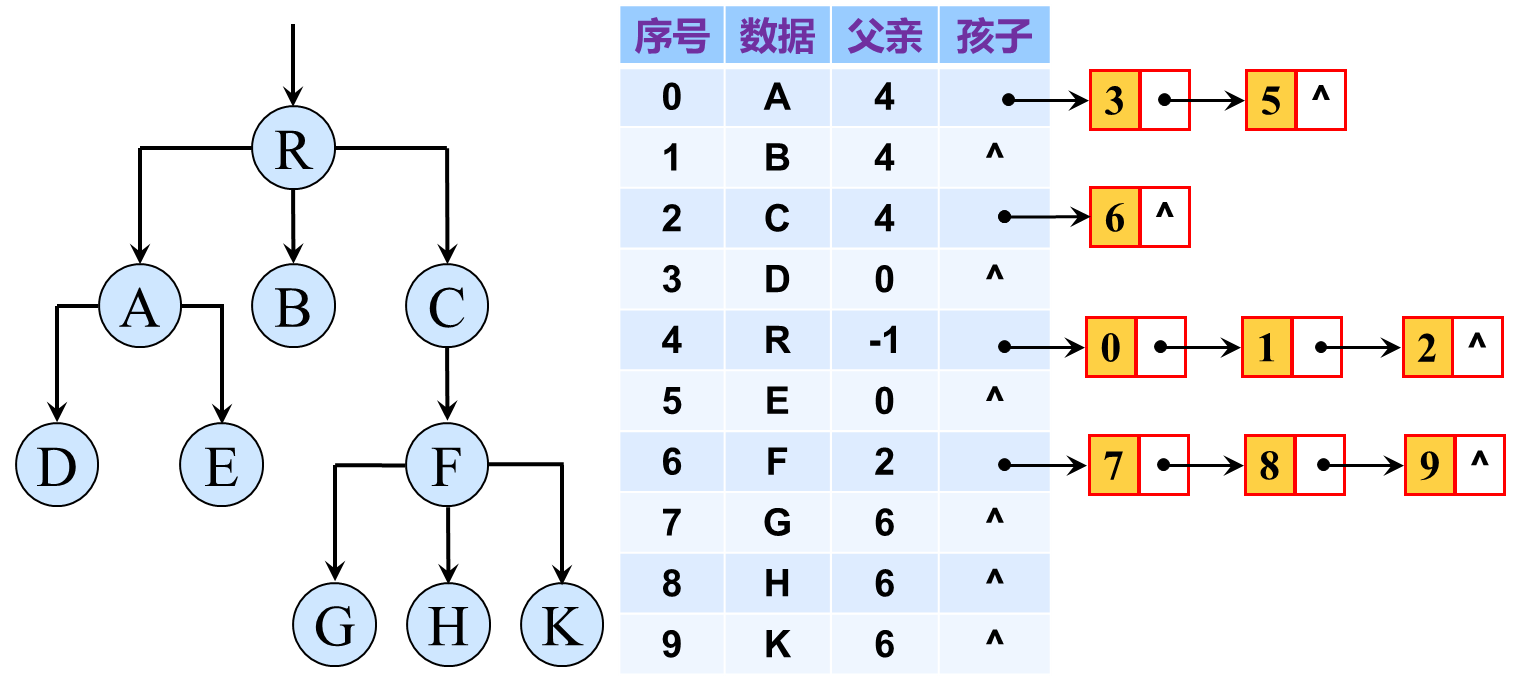 R
A B C
D E F
G H K
序号 数据 父亲 孩子
0 A 4 3 5 ^
1 B 4 ^
2 C 4 6 ^
3 D 0 ^
4 R -1 0 1 2 ^
5 E 0 ^
6 F 2 7 8 9 ^
7 G 6 ^
8 H 6 ^
9 K 6 ^